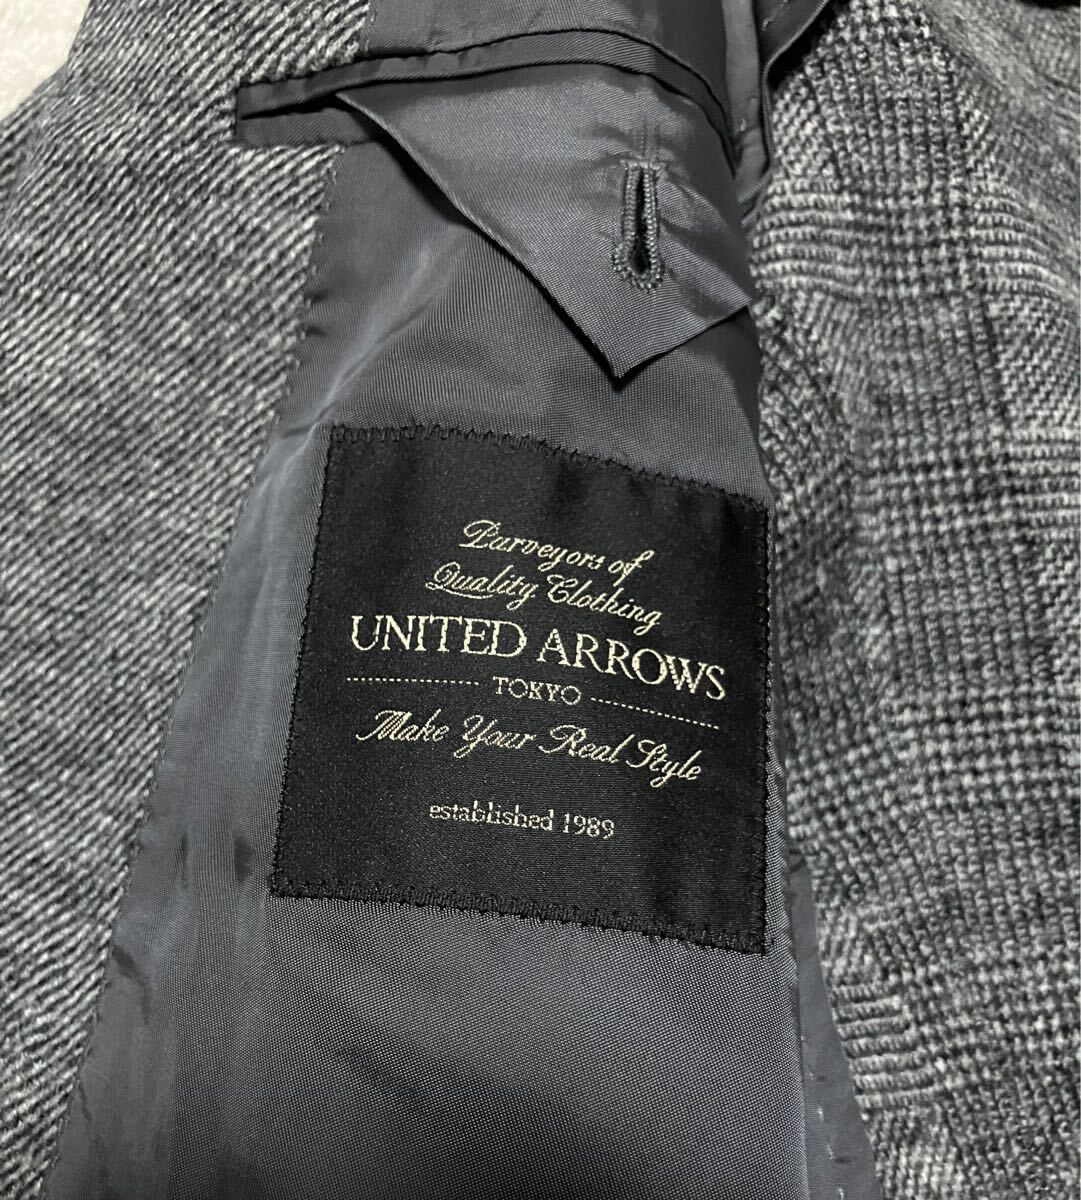 Purveyors of
Quality Clothing
UNITED ARROWS
TOKYO
Make Your Real Style
established 1989